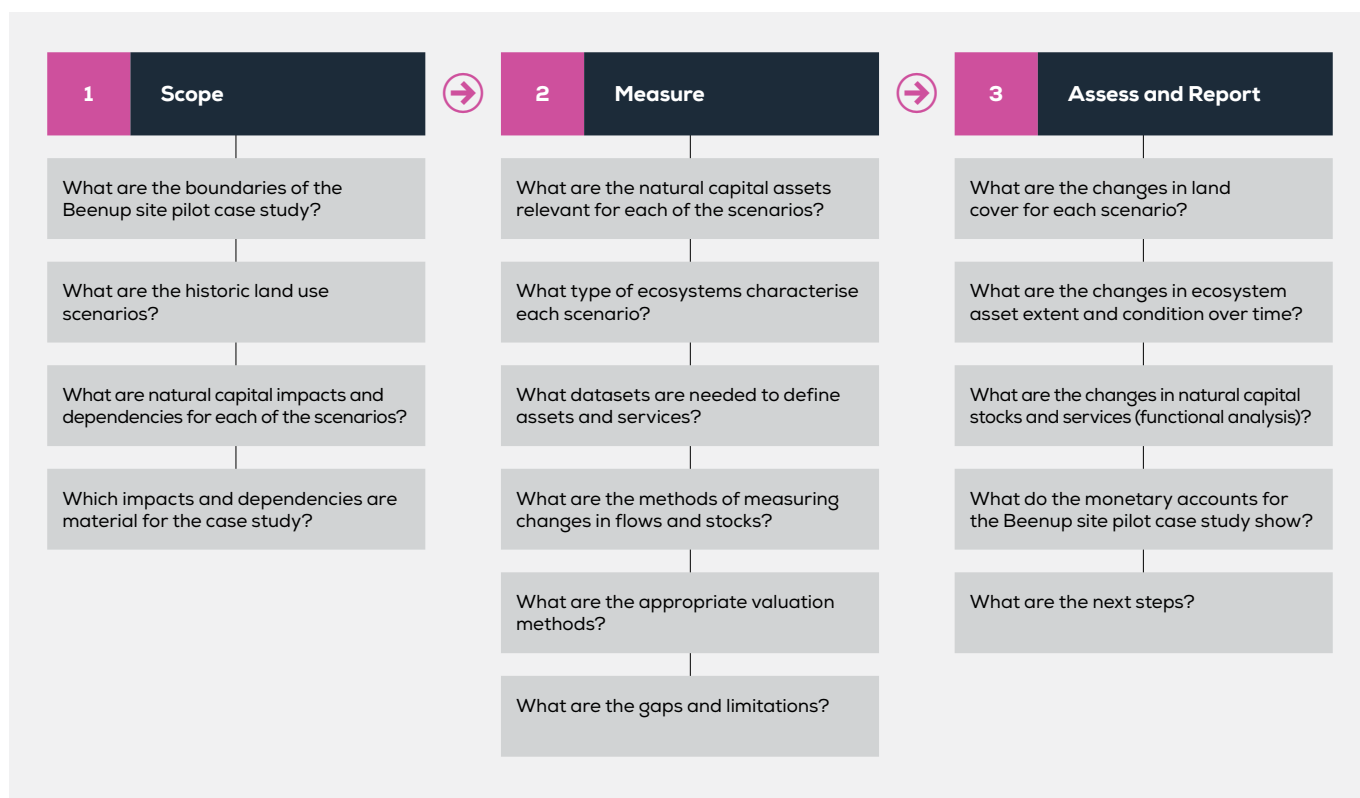 1
Scope
What are the boundaries of the
Beenup site pilot case study?
What are the historic land use
scenarios?
What are natural capital impacts and
dependencies for each of the scenarios?
Which impacts and dependencies are
material for the case study?
2
Measure
What are the natural capital assets
relevant for each of the scenarios?
What type of ecosystems characterise
each scenario?
What datasets are needed to define
assets and services?
What are the methods of measuring
changes in flows and stocks?
What are the appropriate valuation
methods?
What are the gaps and limitations?
3
Assess and Report
What are the changes in land
cover for each scenario?
What are the changes in ecosystem
asset extent and condition over time?
What are the changes in natural capital
stocks and services (functional analysis)?
What do the monetary accounts for
the Beenup site pilot case study show?
What are the next steps?